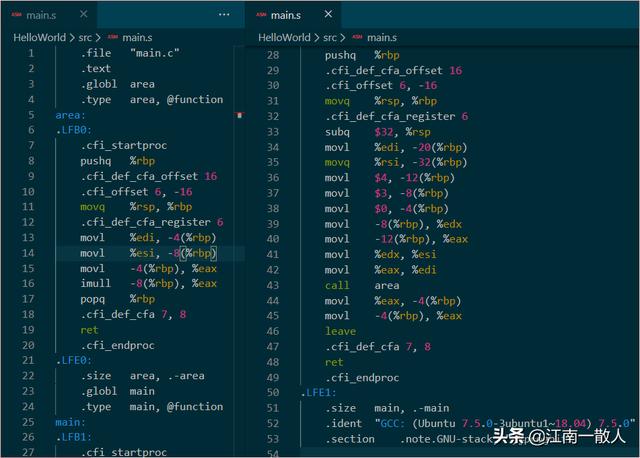 ASM main.s × ···
HelloWorld > src > ASM main.s
1 .file "main.c"
2 .text
3 .globl area
4 .type area, @function
5 area:
6 .LFB0:
7 .cfi_startproc
8 pushq %rbp
9 .cfi_def_cfa_offset 16
10 .cfi_offset 6, -16
11 movq %rsp, %rbp
12 .cfi_def_cfa_register 6
13 movl %edi, -4(%rbp)
14 movl %esi, -8(%rbp)
15 movl -4(%rbp), %eax
16 imull -8(%rbp), %eax
17 popq %rbp
18 .cfi_def_cfa 7, 8
19 ret
20 .cfi_endproc
21 .LFE0:
22 .size area, .-area
23 .globl main
24 .type main, @function
25 main:
26 .LFB1:
27 .cfi_startproc
ASM main.s ×
HelloWorld > src > ASM main.s
28 pushq %rbp
29 .cfi_def_cfa_offset 16
30 .cfi_offset 6, -16
31 movq %rsp, %rbp
32 .cfi_def_cfa_register 6
33 subq $32, %rsp
34 movl %edi, -20(%rbp)
35 movq %rsi, -32(%rbp)
36 movl $4, -12(%rbp)
37 movl $3, -8(%rbp)
38 movl $0, -4(%rbp)
39 movl -8(%rbp), %edx
40 movl -12(%rbp), %eax
41 movl %edx, %esi
42 movl %eax, %edi
43 call area
44 movl %eax, -4(%rbp)
45 movl -4(%rbp), %eax
46 leave
47 .cfi_def_cfa 7, 8
48 ret
49 .cfi_endproc
50 .LFE1:
51 .size main, .-main
52 .ident "GCC: (Ubuntu 7.5.0-3ubuntu1~18.04) 7.5.0"
53 .section .note.GNU-stack
54
头条 @江南一散人